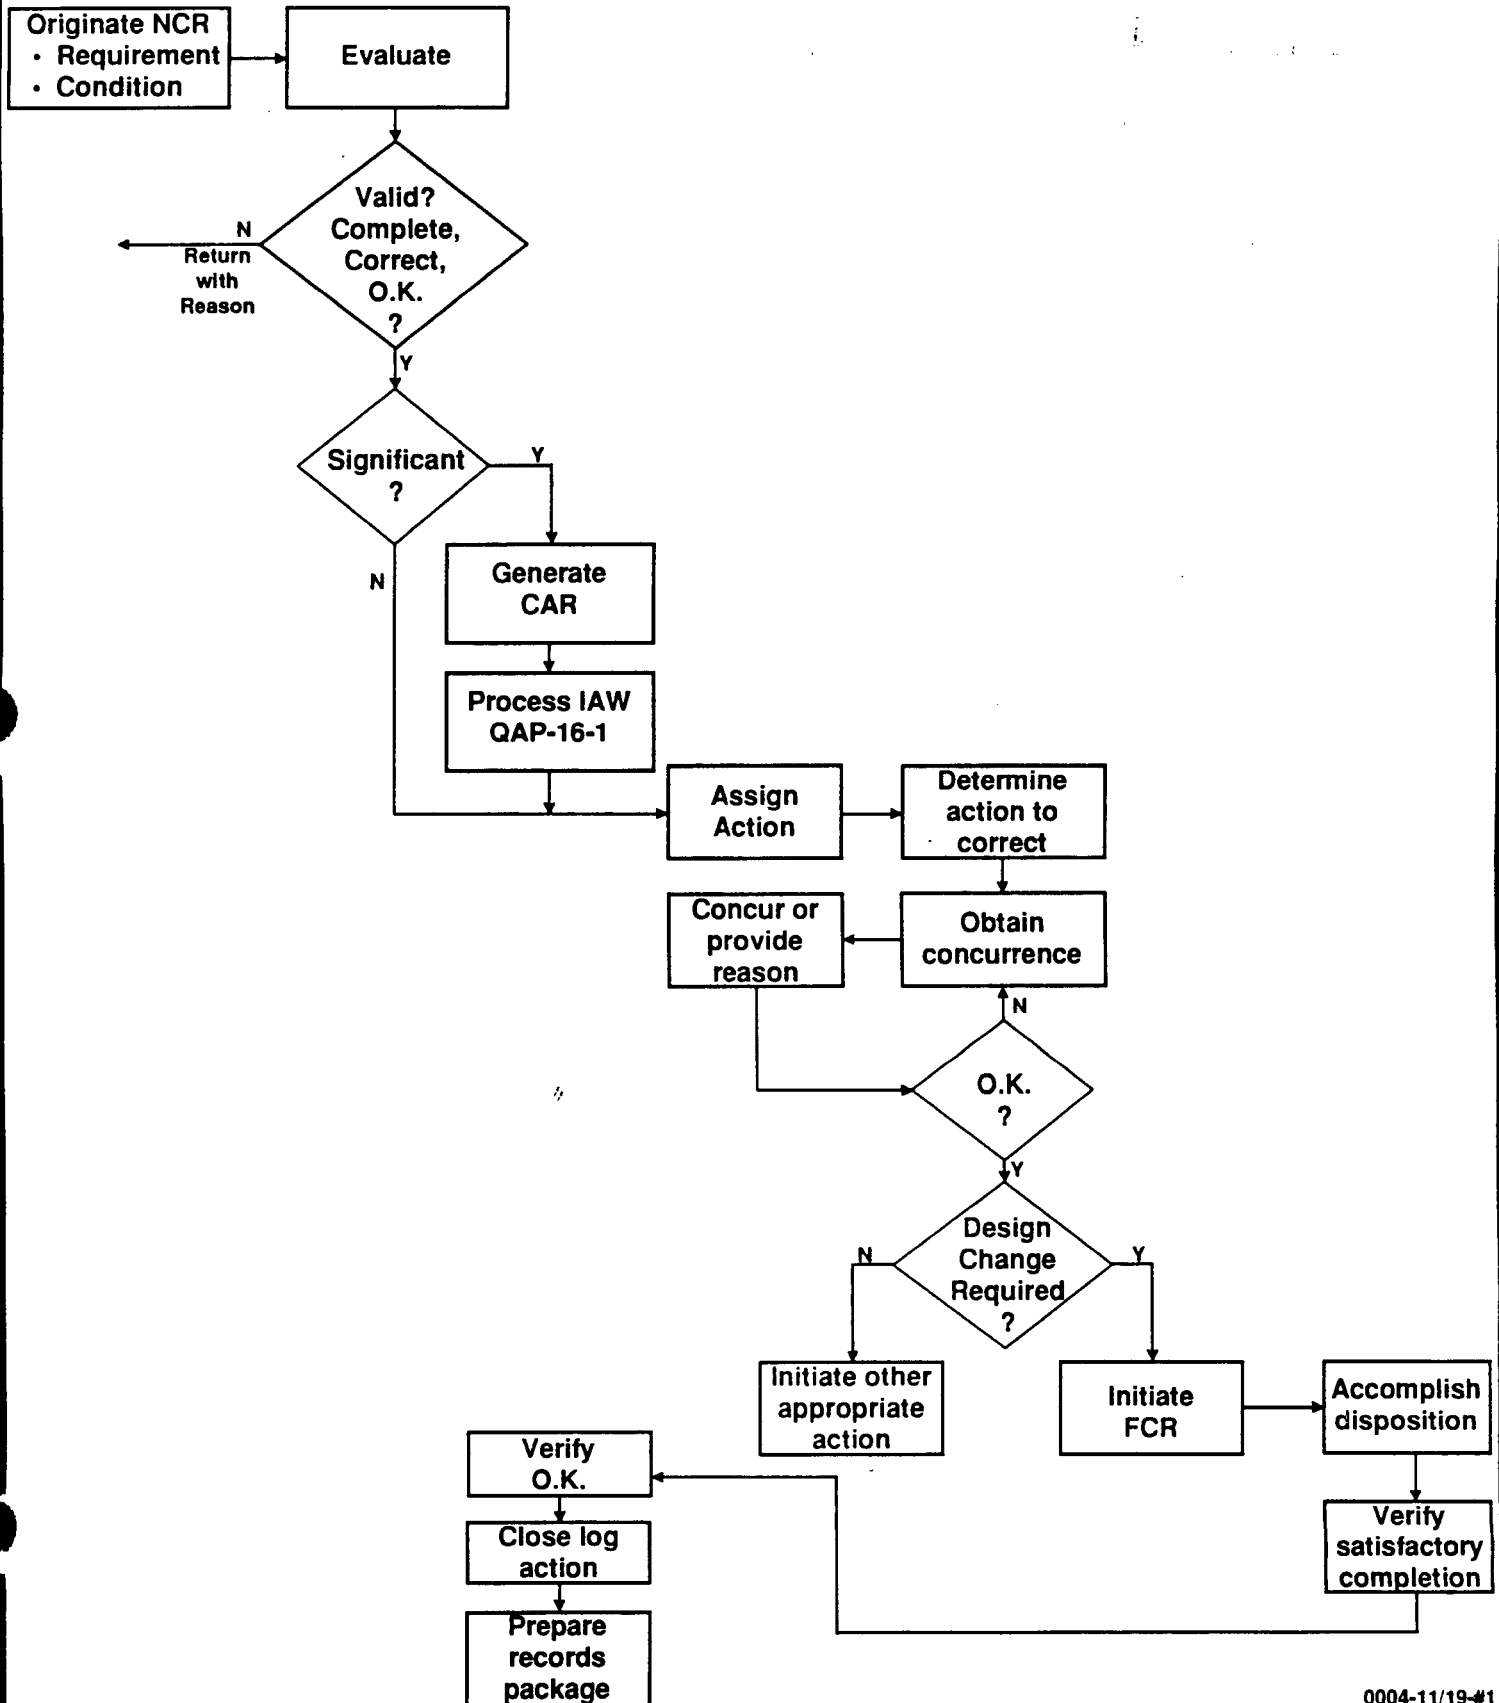 Originate NCR
• Requirement
• Condition
Evaluate
Valid?
Complete,
Correct,
O.K.
?
N
Return
with
Reason
Y
Significant
?
Y
N
Generate
CAR
Process IAW
QAP-16-1
Assign
Action
Determine
action to
correct
Concur or
provide
reason
Obtain
concurrence
N
O.K.
?
Y
Design
Change
Required
?
N
Y
Initiate other
appropriate
action
Initiate
FCR
Accomplish
disposition
Verify
satisfactory
completion
Verify
O.K.
Close log
action
Prepare
records
package
0004-11/19-#1